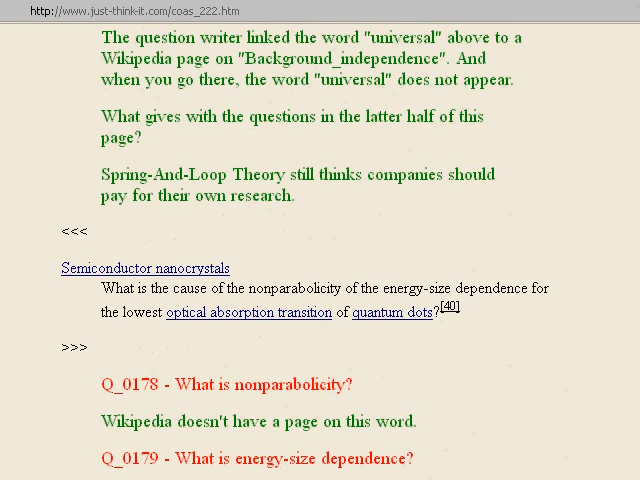 http://www.just-think-it.com/coas_222.htm
The question writer linked the word "universal" above to a
Wikipedia page on "Background_independence". And
when you go there, the word "universal" does not appear.
What gives with the questions in the latter half of this
page?
Spring-And-Loop Theory still thinks companies should
pay for their own research.
<<<
Semiconductor nanocrystals
What is the cause of the nonparabolicity of the energy-size dependence for
the lowest optical absorption transition of quantum dots?[40]
>>>
Q_0178 - What is nonparabolicity?
Wikipedia doesn't have a page on this word.
Q_0179 - What is energy-size dependence?